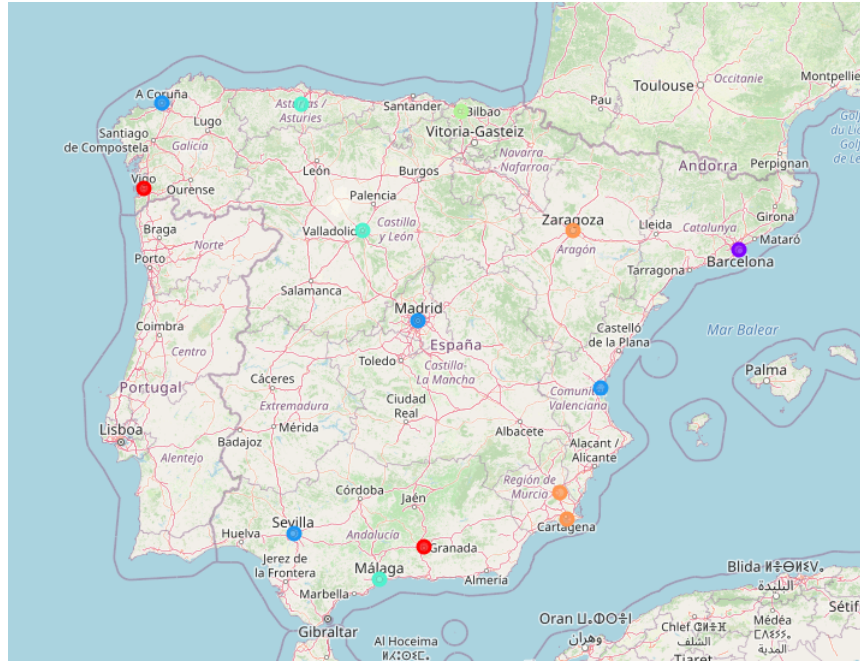 Toulouse
Occitanie
Montpellier
A Coruña
Asturias /
Asturies
Santander
Bilbao
Pau
Lugo
Vitoria-Gasteiz
Santiago
de Compostela
Galicia
Navarra
Nafarroa
Andorra
Perpignan
León
Burgos
Vigo
Ourense
Palencia
Zaragoza
Girona
Lleida
Catalunya
Braga
Norte
Valladolid
Castilla
y León
Aragón
Mataró
Barcelona
Porto
Tarragona
Salamanca
Madrid
Castelló
de la Plana
Mar Balear
Coimbra
España
Centro
Toledo
Castilla-
La Mancha
Palma
Portugal
Cáceres
Comunitat
Valenciana
Extremadura
Ciudad
Real
Lisboa
Mérida
Badajoz
Albacete
Alacant /
Alicante
Alentejo
Región de
Murcia
Córdoba
Jaén
Sevilla
Cartagena
Huelva
Andalucía
Granada
Jerez de
la Frontera
Málaga
Almería
Marbella
Blida
البليدة
Gibraltar
Oran
وهران
Chlef
الشلف
Médéa
المدية
Sétif
Al Hoceima
Tiaret